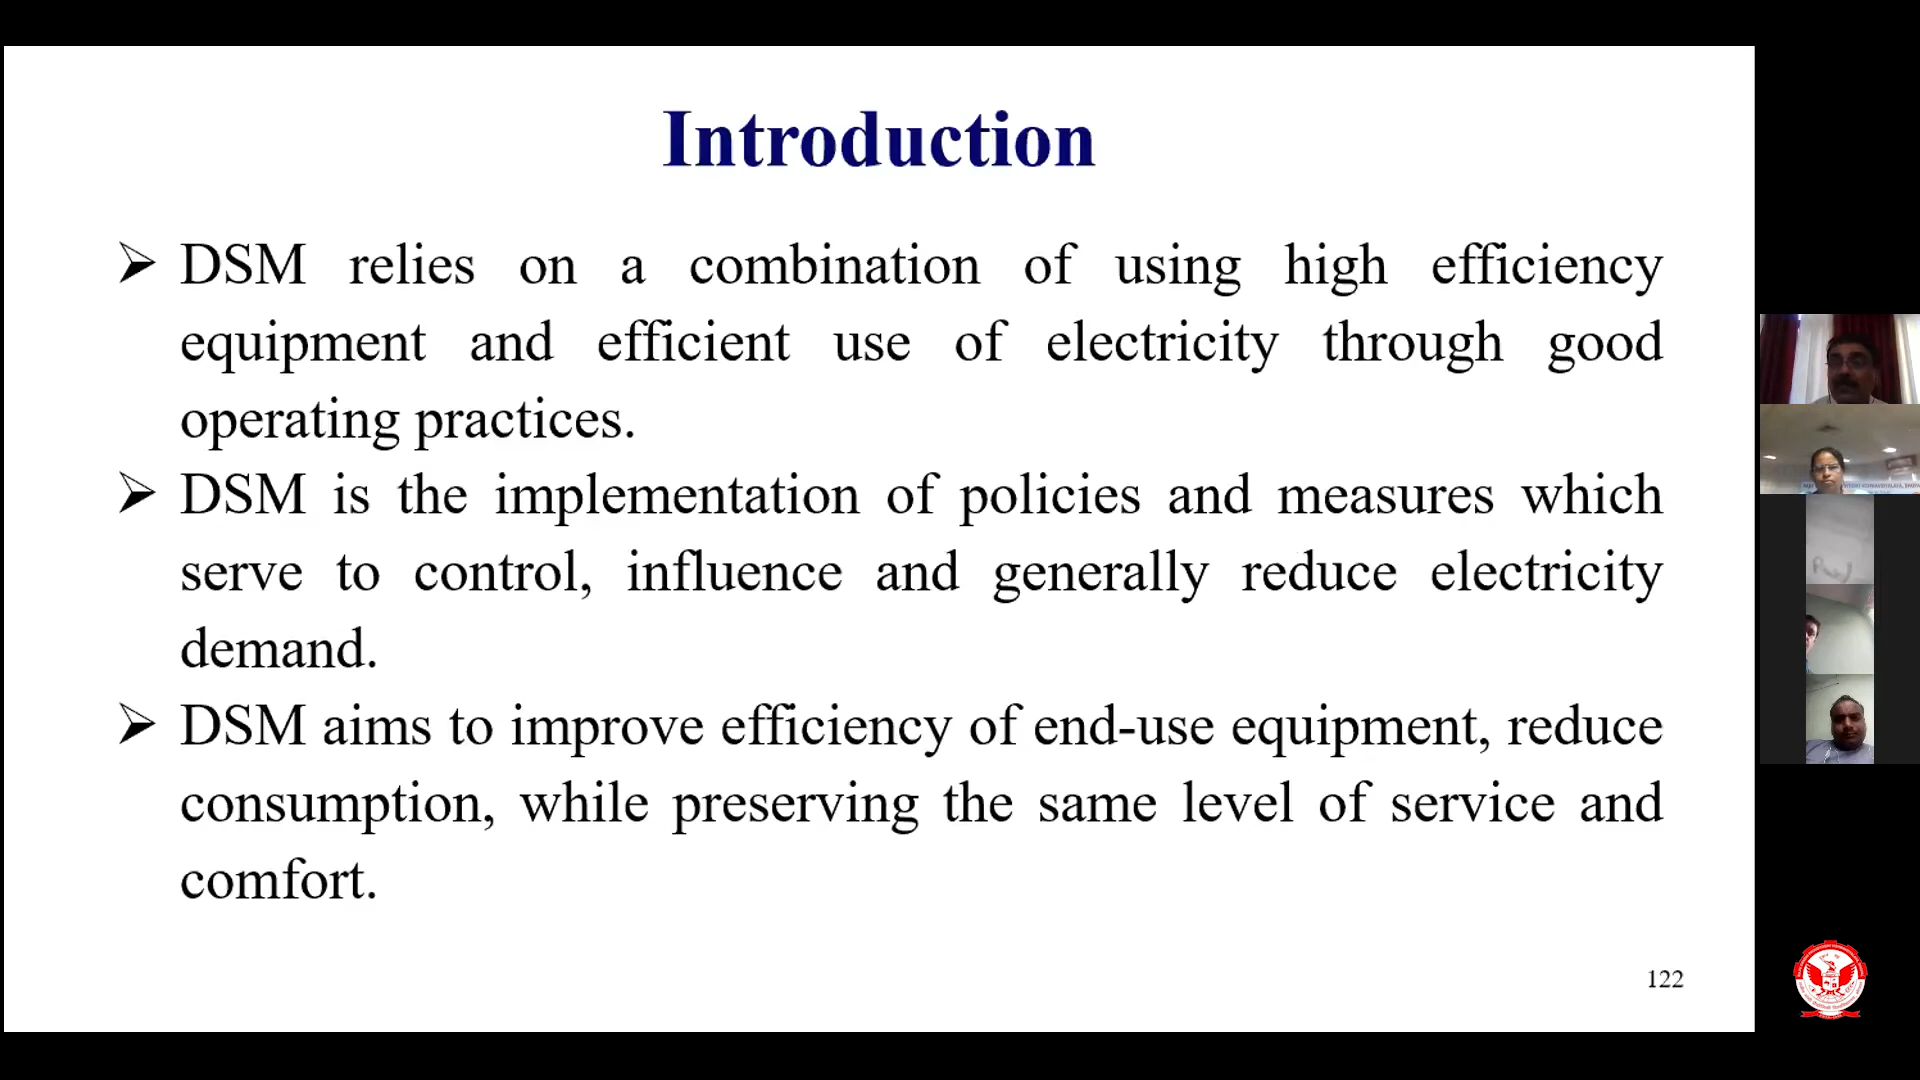 Introduction
➢ DSM relies on a combination of using high efficiency
equipment and efficient use of electricity through good
operating practices.
➢ DSM is the implementation of policies and measures which
serve to control, influence and generally reduce electricity
demand.
➢ DSM aims to improve efficiency of end-use equipment, reduce
consumption, while preserving the same level of service and
comfort.
122